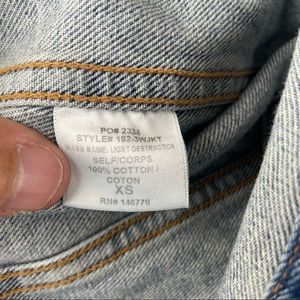 PO# 2334
STYLE# 182-3WJKT
WASH NAME: LIGHT DESTRUCTION
SELF/CORPS
100% COTTON /
COTON
XS
RN# 146770